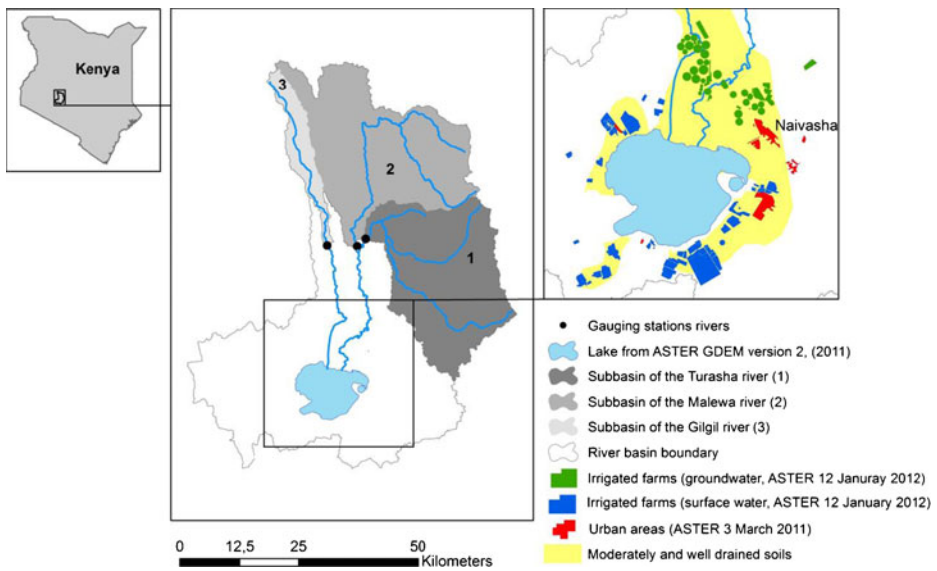 Kenya
3
2
1
Naivasha
Gauging stations rivers
Lake from ASTER GDEM version 2, (2011)
Subbasin of the Turasha river (1)
Subbasin of the Malewa river (2)
Subbasin of the Gilgil river (3)
River basin boundary
Irrigated farms (groundwater, ASTER 12 Januray 2012)
Irrigated farms (surface water, ASTER 12 January 2012)
Urban areas (ASTER 3 March 2011)
Moderately and well drained soils
0 12,5 25 50
Kilometers